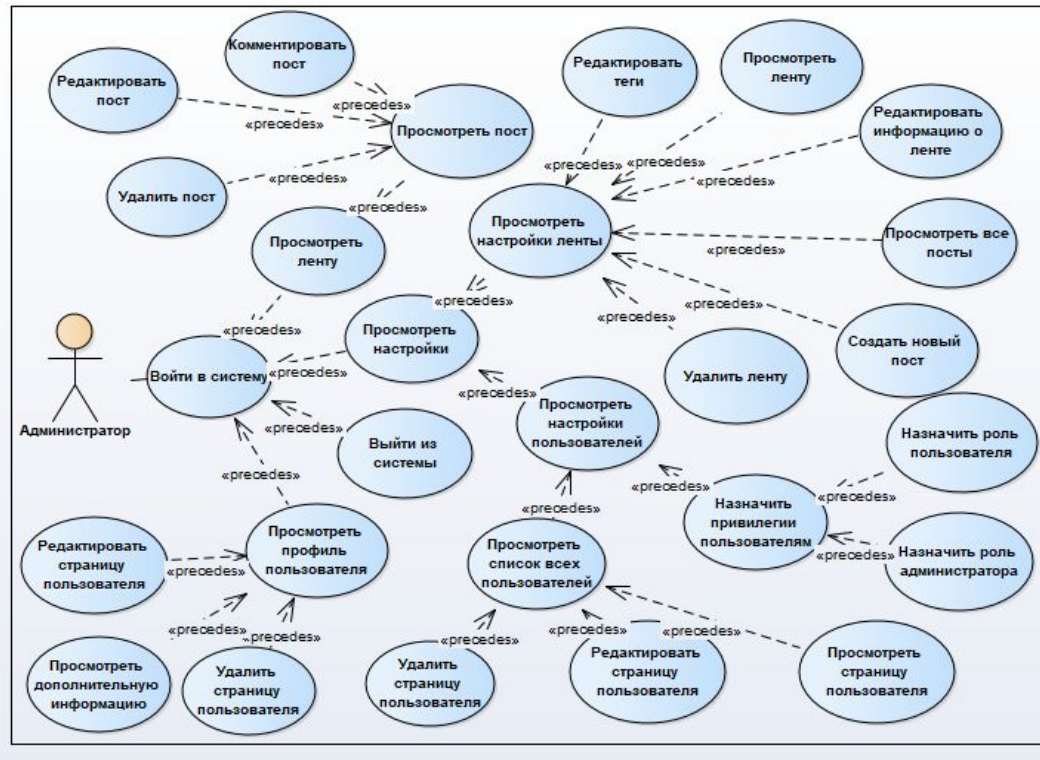 Комментировать
пост
Редактировать
пост
«precedes»
«precedes»
Просмотреть пост
Удалить пост
«precedes»
«precedes»
Просмотреть
ленту
«precedes»
Редактировать
теги
Просмотреть
ленту
Редактировать
информацию о
ленте
«precedes»
«precedes»
«precedes»
Просмотреть
настройки ленты
«precedes»
Просмотреть все
посты
«precedes»
«precedes»
«precedes»
Создать новый
пост
Удалить ленту
Администратор
Войти в систему
Просмотреть
настройки
«precedes»
«precedes»
Просмотреть
настройки
пользователей
«precedes»
Выйти из
системы
«precedes»
Назначить роль
пользователя
«precedes»
«precedes»
«precedes»
Назначить
привилегии
пользователям
«precedes»
Назначить роль
администратора
Редактировать
страницу
пользователя
«precedes»
Просмотреть
профиль
пользователя
Просмотреть
список всех
пользователей
«precedes»
«precedes»
«precedes»
«precedes»
«precedes»
Просмотреть
дополнительную
информацию
Удалить
страницу
пользователя
Удалить
страницу
пользователя
Редактировать
страницу
пользователя
Просмотреть
страницу
пользователя